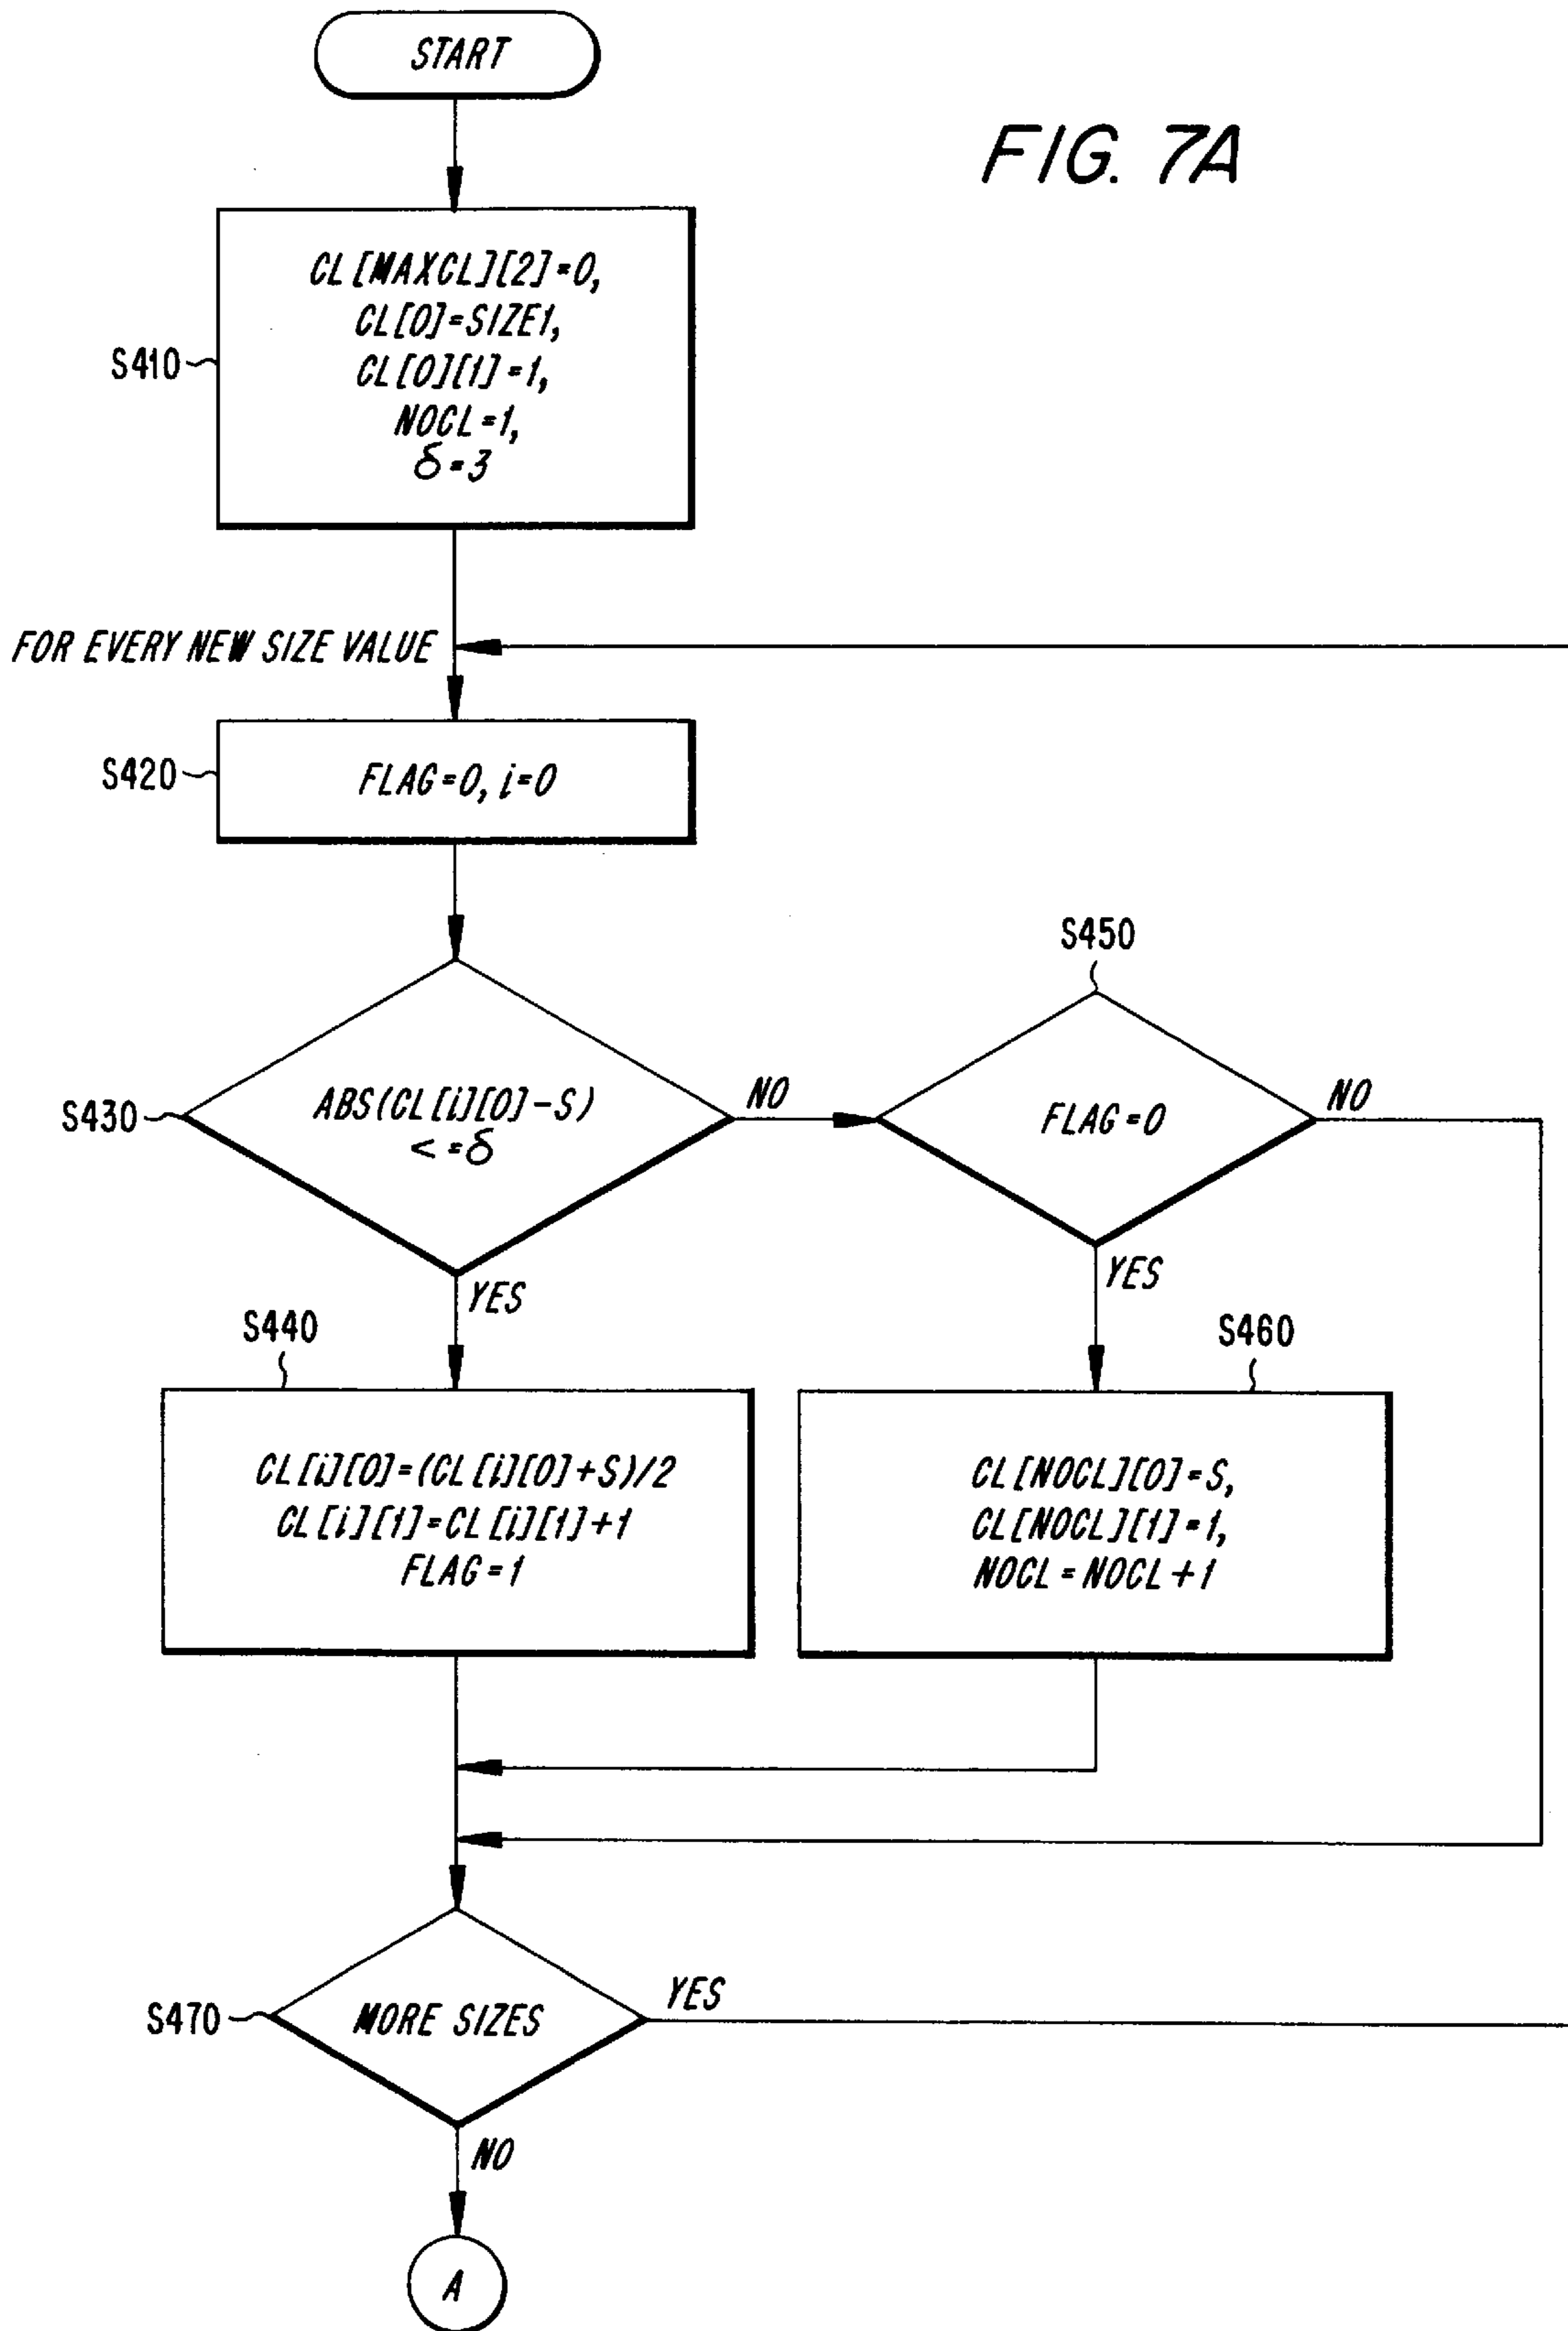 START
FIG. 7A
CL[MAXCL][2]=0,
CL[0]=SIZE1,
CL[0][1]=1,
NOCL=1,
δ=3
S410
FOR EVERY NEW SIZE VALUE
S420
FLAG=0, i=0
S450
S430
ABS(CL[i][0]-S)
<=δ
NO
FLAG=0
NO
YES
YES
S440
S460
CL[i][0]=(CL[i][0]+S)/2
CL[i][1]=CL[i][1]+1
FLAG=1
CL[NOCL][0]=S,
CL[NOCL][1]=1,
NOCL=NOCL+1
S470
MORE SIZES
YES
NO
A